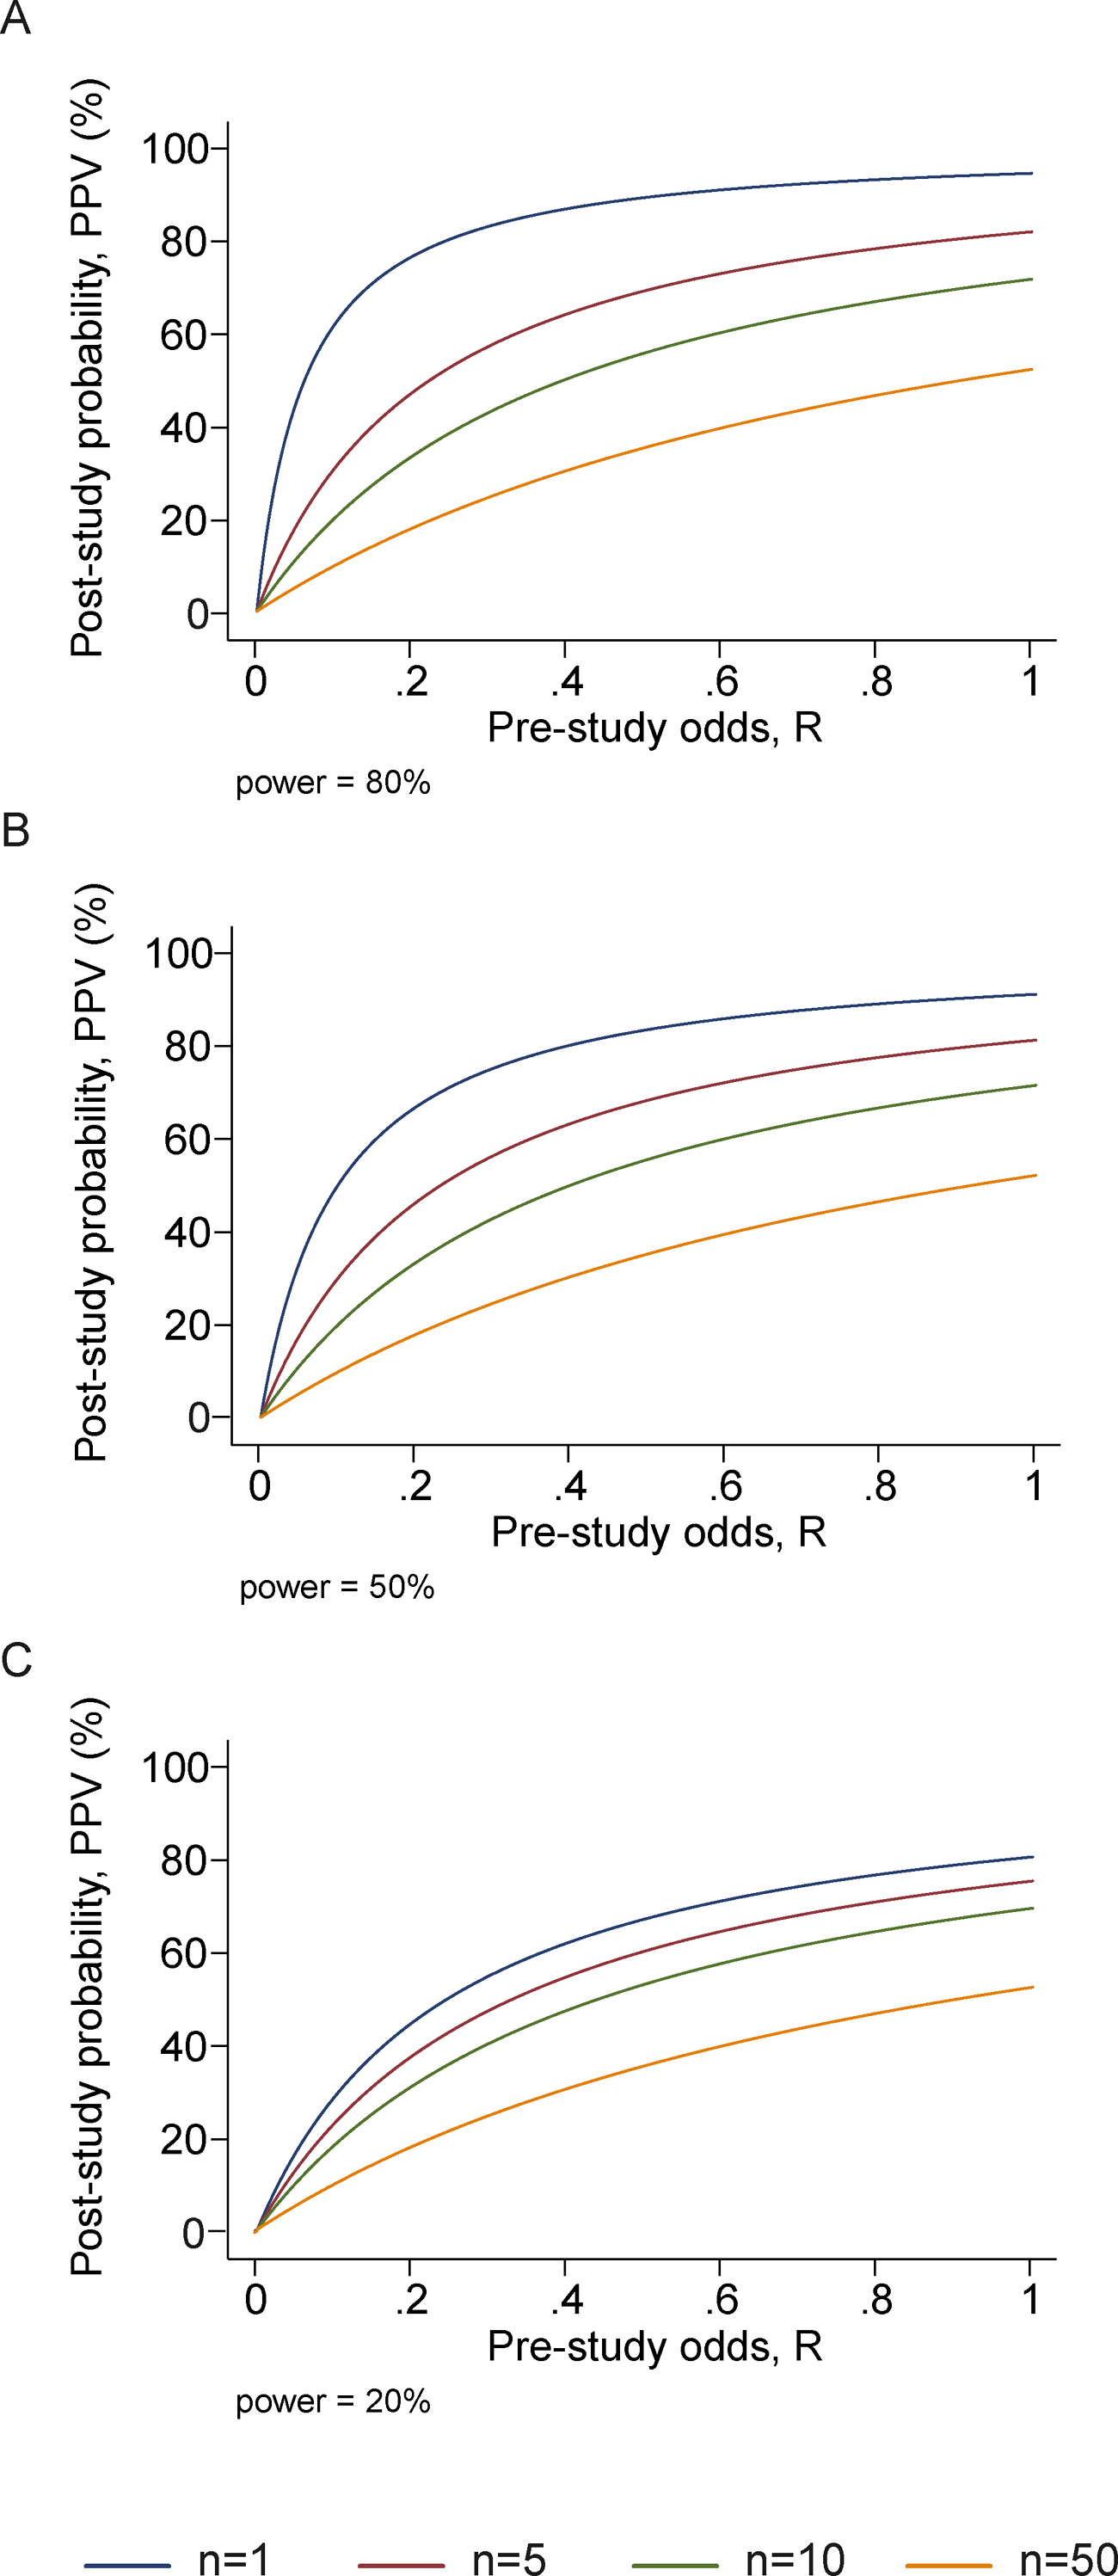 A
Post-study probability, PPV (%)
100
80
60
40
20
0
0 .2 .4 .6 .8 1
Pre-study odds, R
power = 80%
B
Post-study probability, PPV (%)
100
80
60
40
20
0
0 .2 .4 .6 .8 1
Pre-study odds, R
power = 50%
C
Post-study probability, PPV (%)
100
80
60
40
20
0
0 .2 .4 .6 .8 1
Pre-study odds, R
power = 20%
n=1 n=5 n=10 n=50